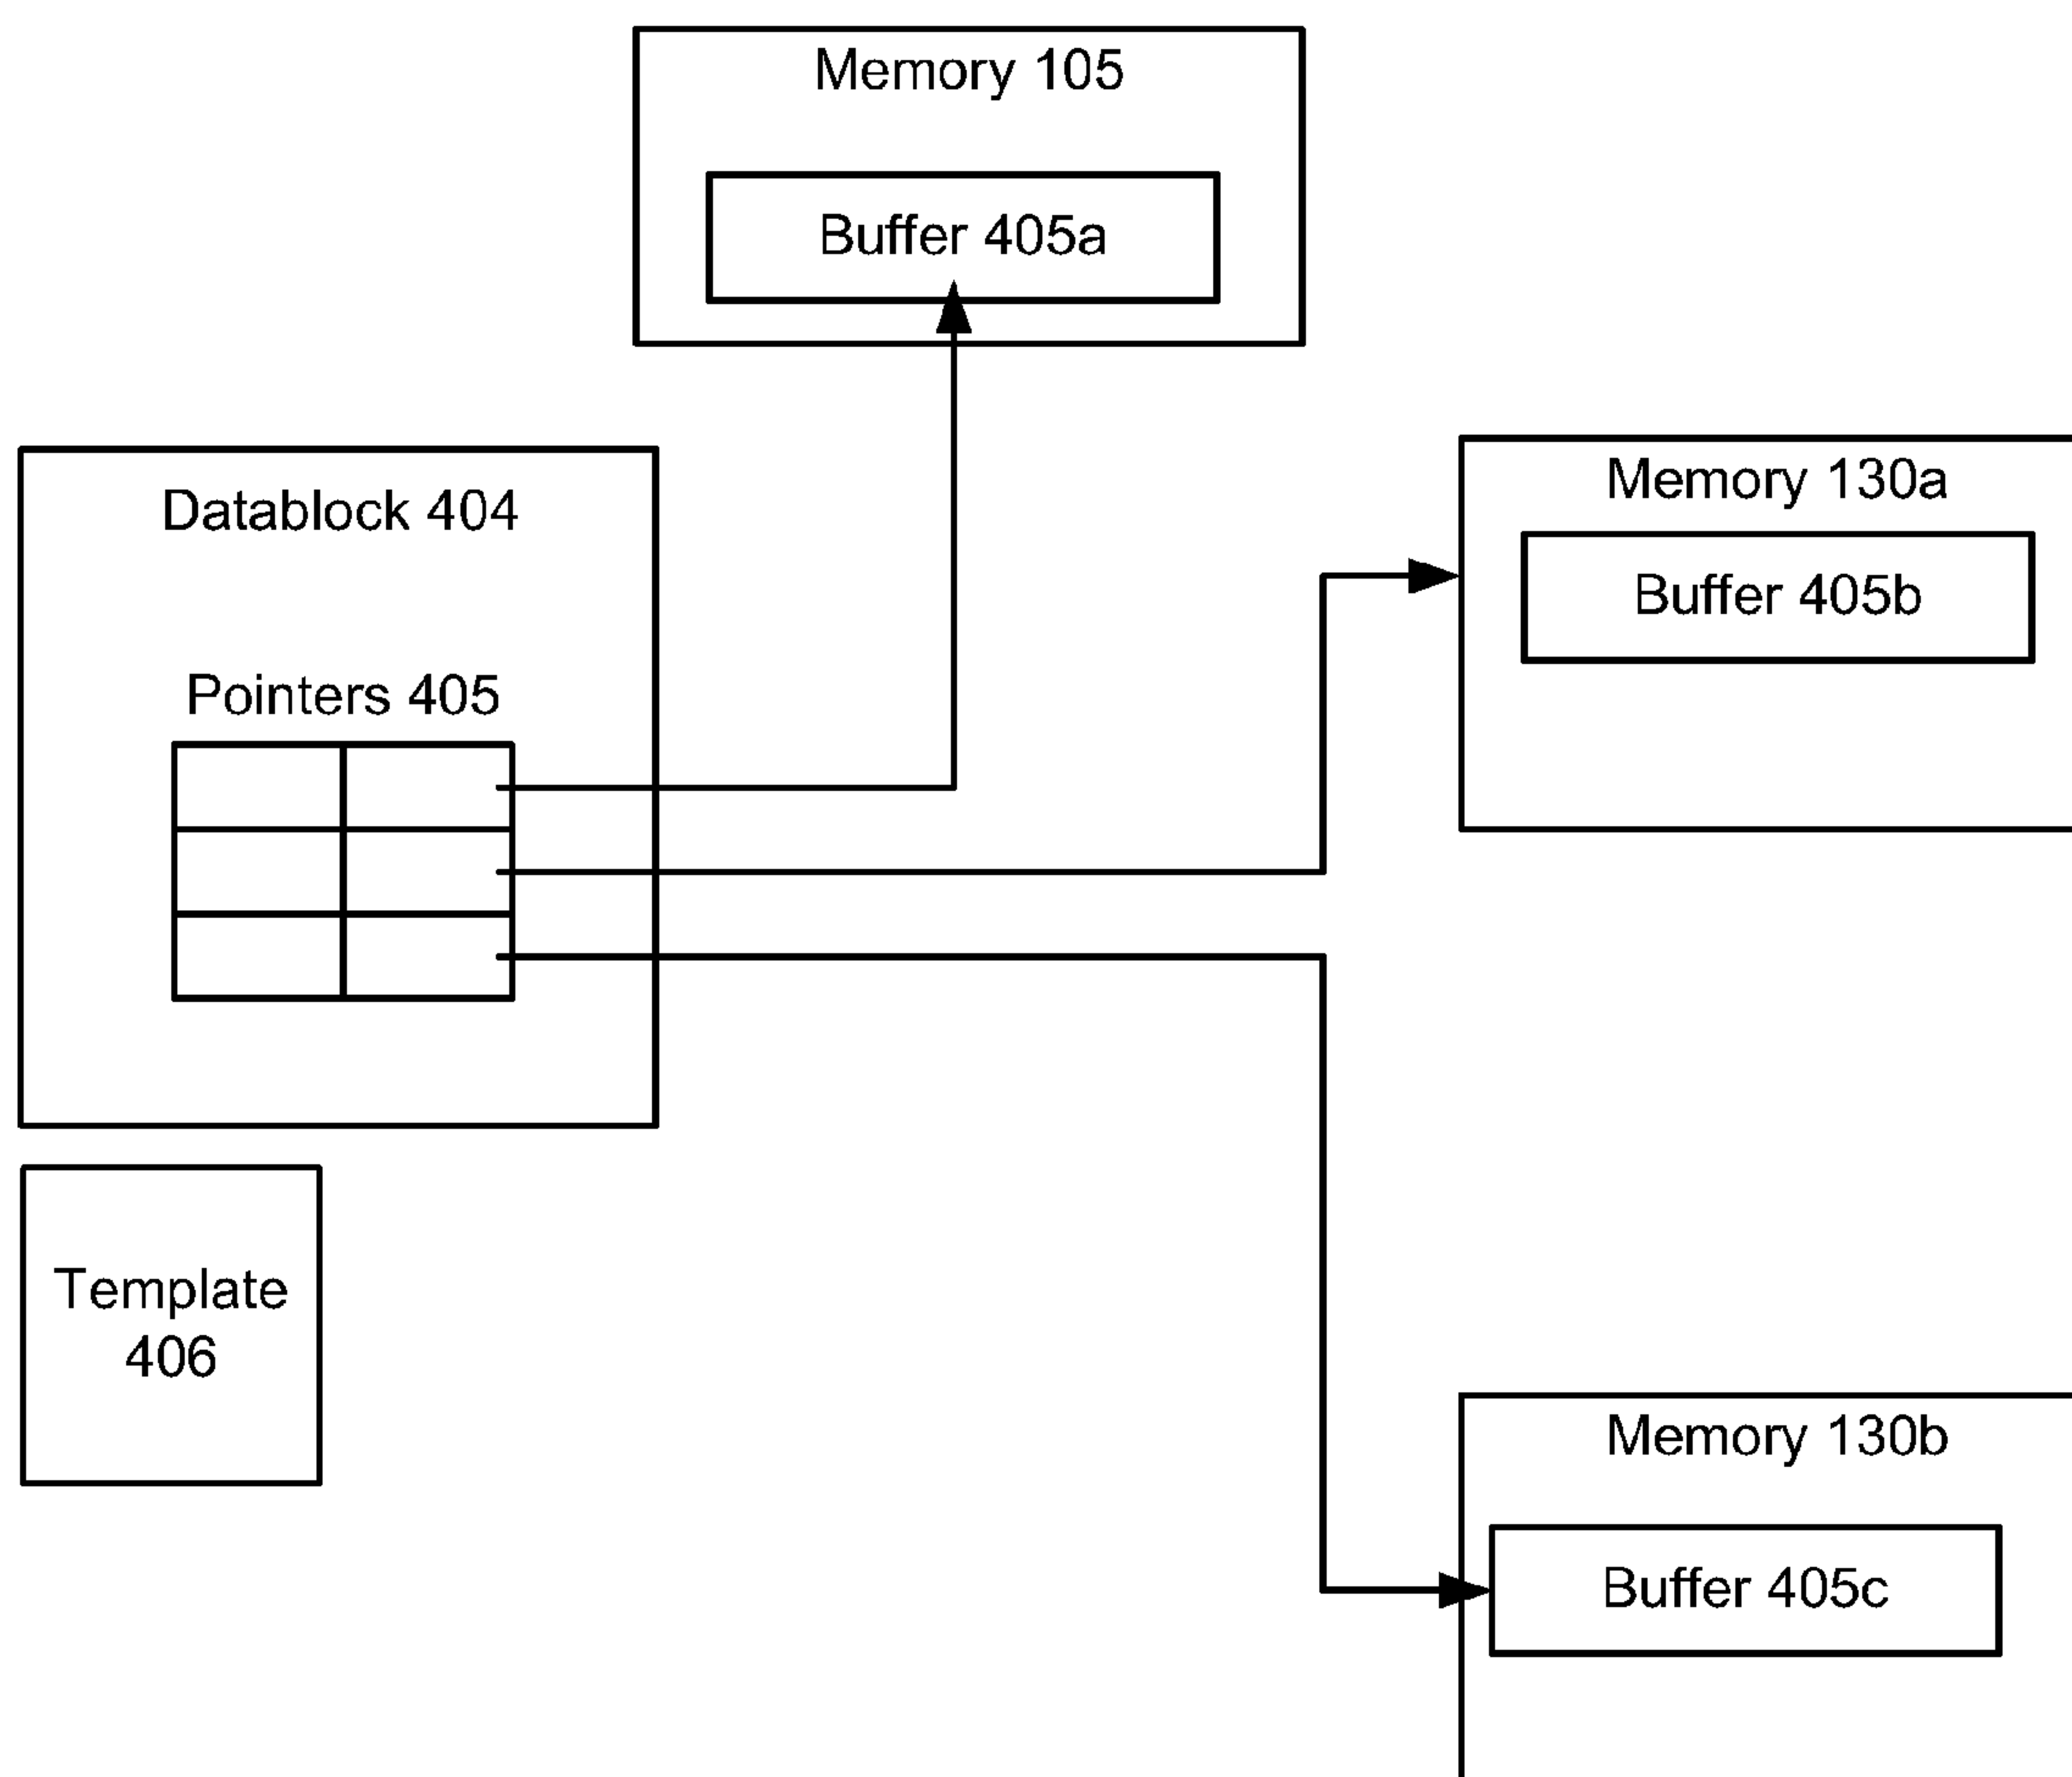 Memory 105
Buffer 405a
Datablock 404
Pointers 405
Memory 130a
Buffer 405b
Template
406
Memory 130b
Buffer 405c